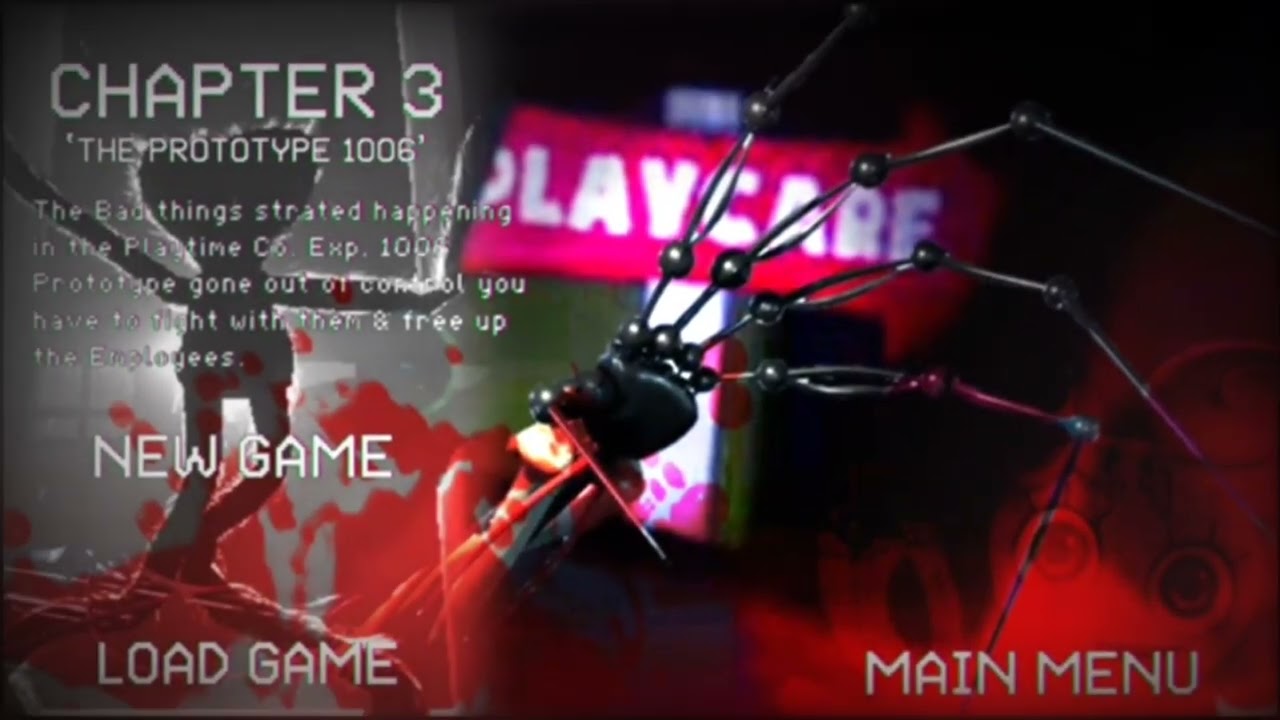 CHAPTER 3
'THE PROTOTYPE 1006'
The Bad things strated happening
in the Playtime Co. Exp. 1006
Prototype gone out of control you
have to fight with them & free up
the Employees.
PLAYCARE
NEW GAME
LOAD GAME
MAIN MENU